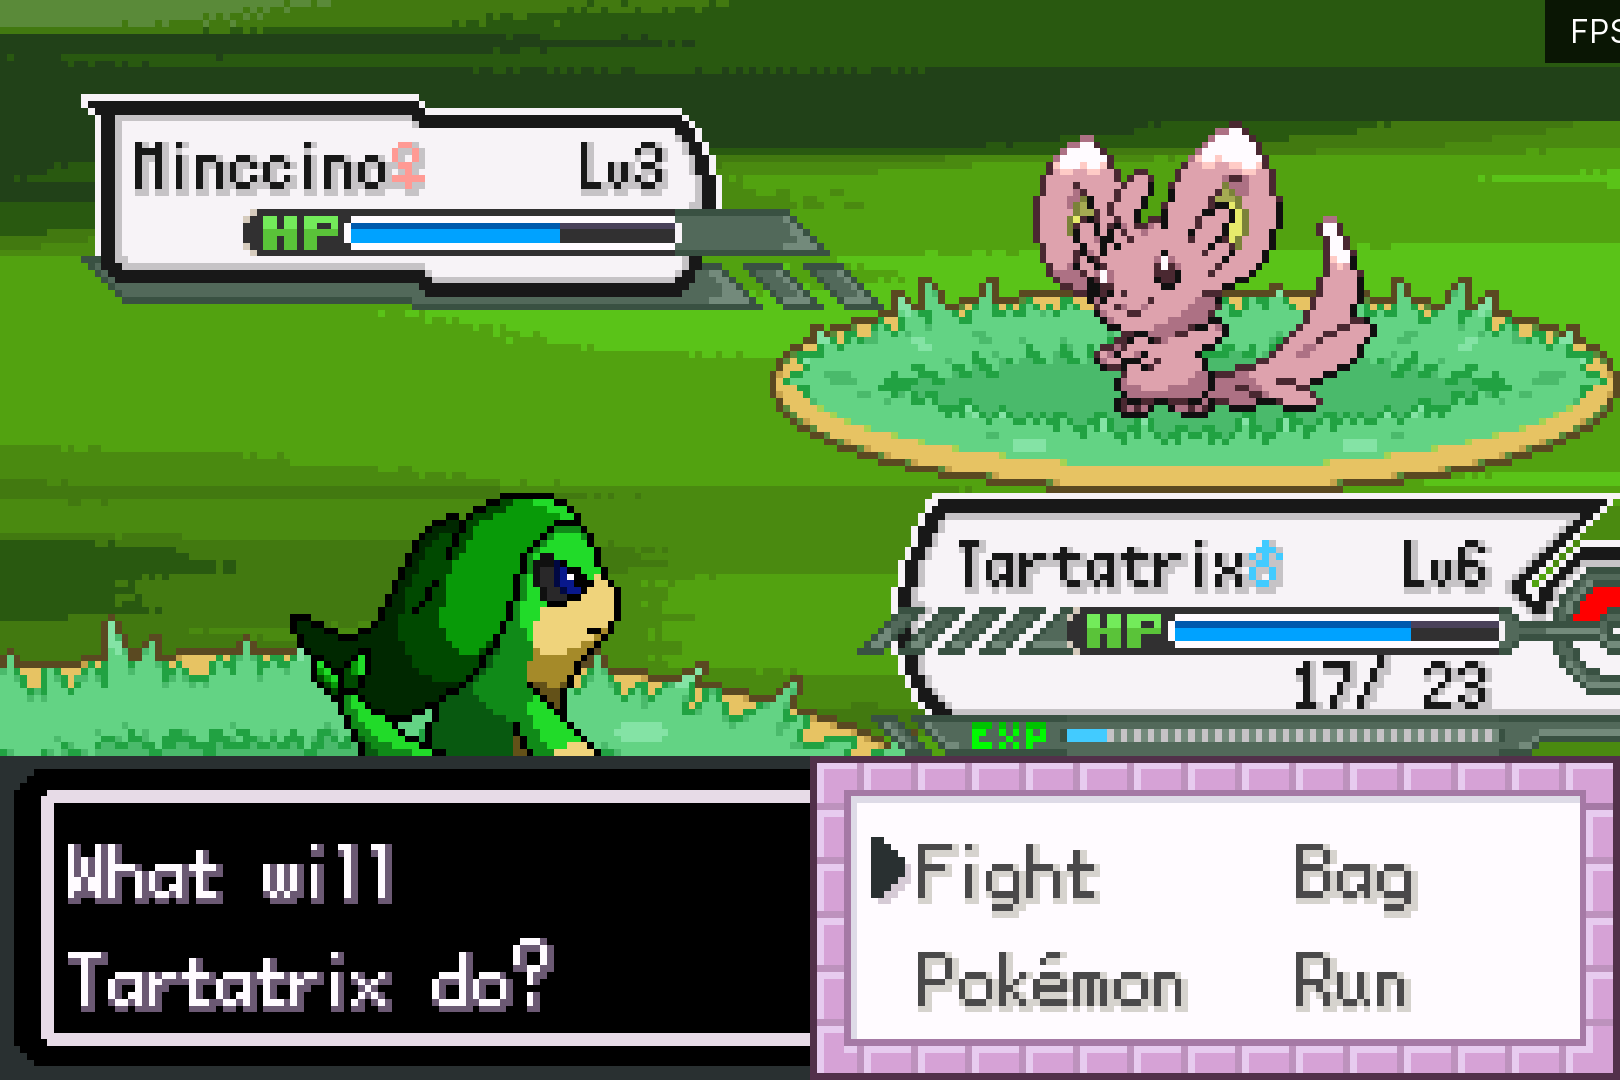 FPS
Minccino♀ Lv3
HP
Tartatrix♂ Lv6
HP
17/ 23
EXP
What will
Tartatrix do?
Fight Bag
Pokémon Run